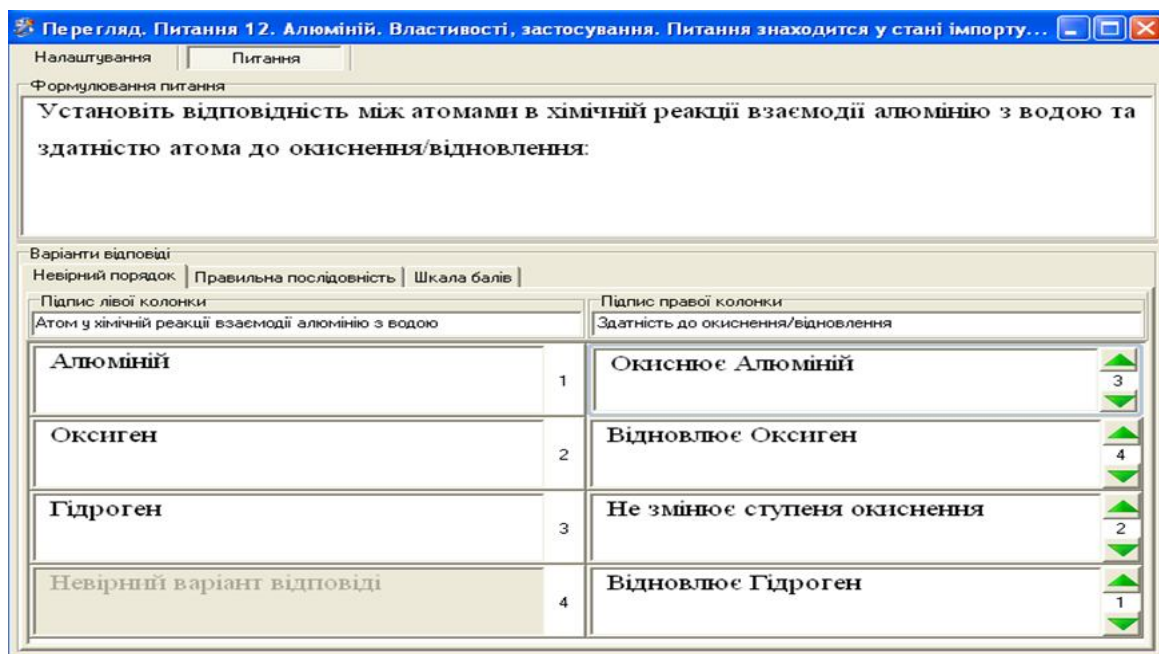 Перегляд. Питання 12. Алюміній. Властивості, застосування. Питання знаходится у стані імпорту...
Налаштування Питання
Формулювання питання
Установіть відповідність між атомами в хімічній реакції взаємодії алюмінію з водою та
здатністю атома до окиснення/відновлення:
Варіанти відповіді
Невірний порядок Правильна послідовність Шкала балів
Підпис лівої колонки Підпис правої колонки
Атом у хімічній реакції взаємодії алюмінію з водою Здатність до окиснення/відновлення
Алюміній 1 Окиснює Алюміній 3
Оксиген 2 Відновлює Оксиген 4
Гідроген 3 Не змінює ступеня окиснення 2
Невірний варіант відповіді 4 Відновлює Гідроген 1